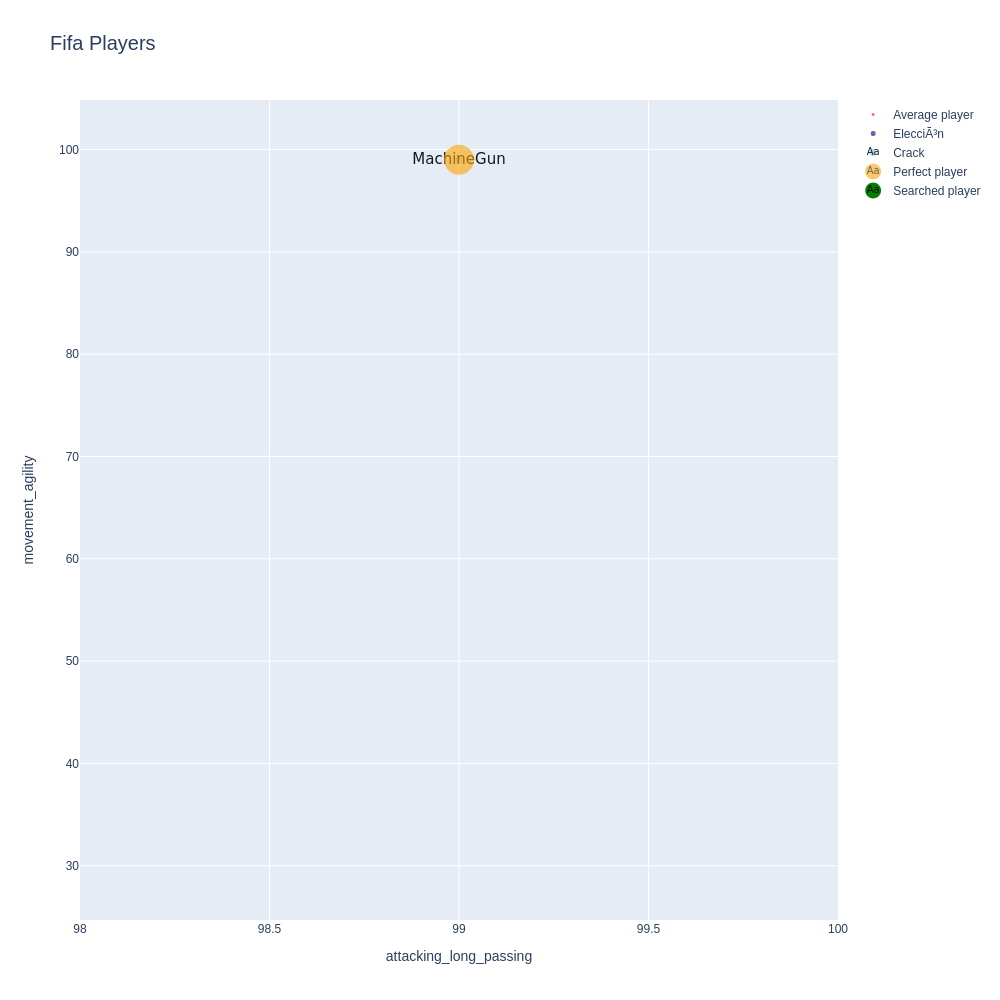 Fifa Players
MachineGun
100
90
80
70
60
50
40
30
98
98.5
99
99.5
100
movement_agility
attacking_long_passing
Average player
ElecciÃ³n
Aa Crack
Aa Perfect player
Aa Searched player